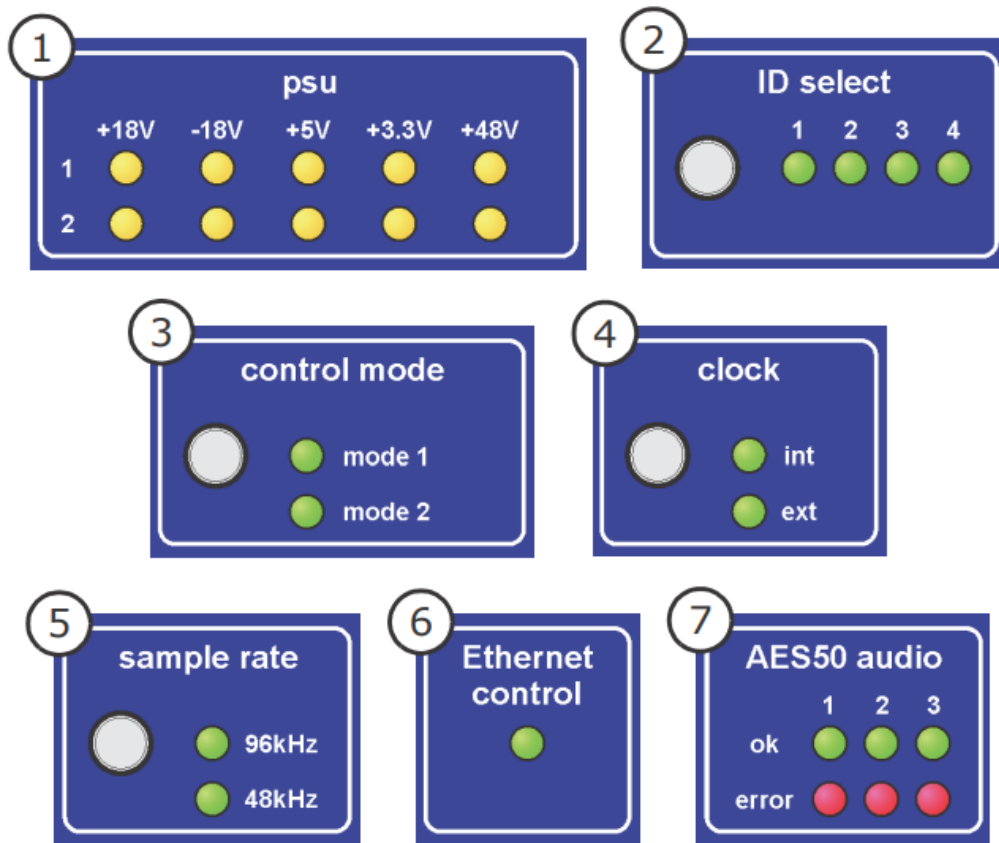 1
psu
+18V -18V +5V +3.3V +48V
1
2
2
ID select
1 2 3 4
3
control mode
mode 1
mode 2
4
clock
int
ext
5
sample rate
96kHz
48kHz
6
Ethernet
control
7
AES50 audio
1 2 3
ok
error